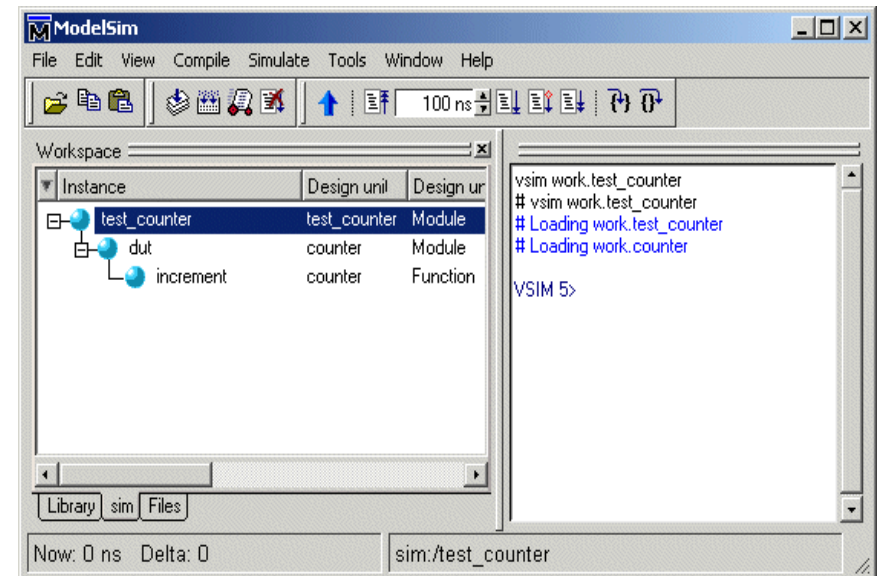 ModelSim
File Edit View Compile Simulate Tools Window Help
100 ns
Workspace
Instance Design unit Design ur
test_counter test_counter Module
dut counter Module
increment counter Function
Library sim Files
vsim work.test_counter
# vsim work.test_counter
# Loading work.test_counter
# Loading work.counter
VSIM 5>
Now: 0 ns Delta: 0 sim:/test_counter